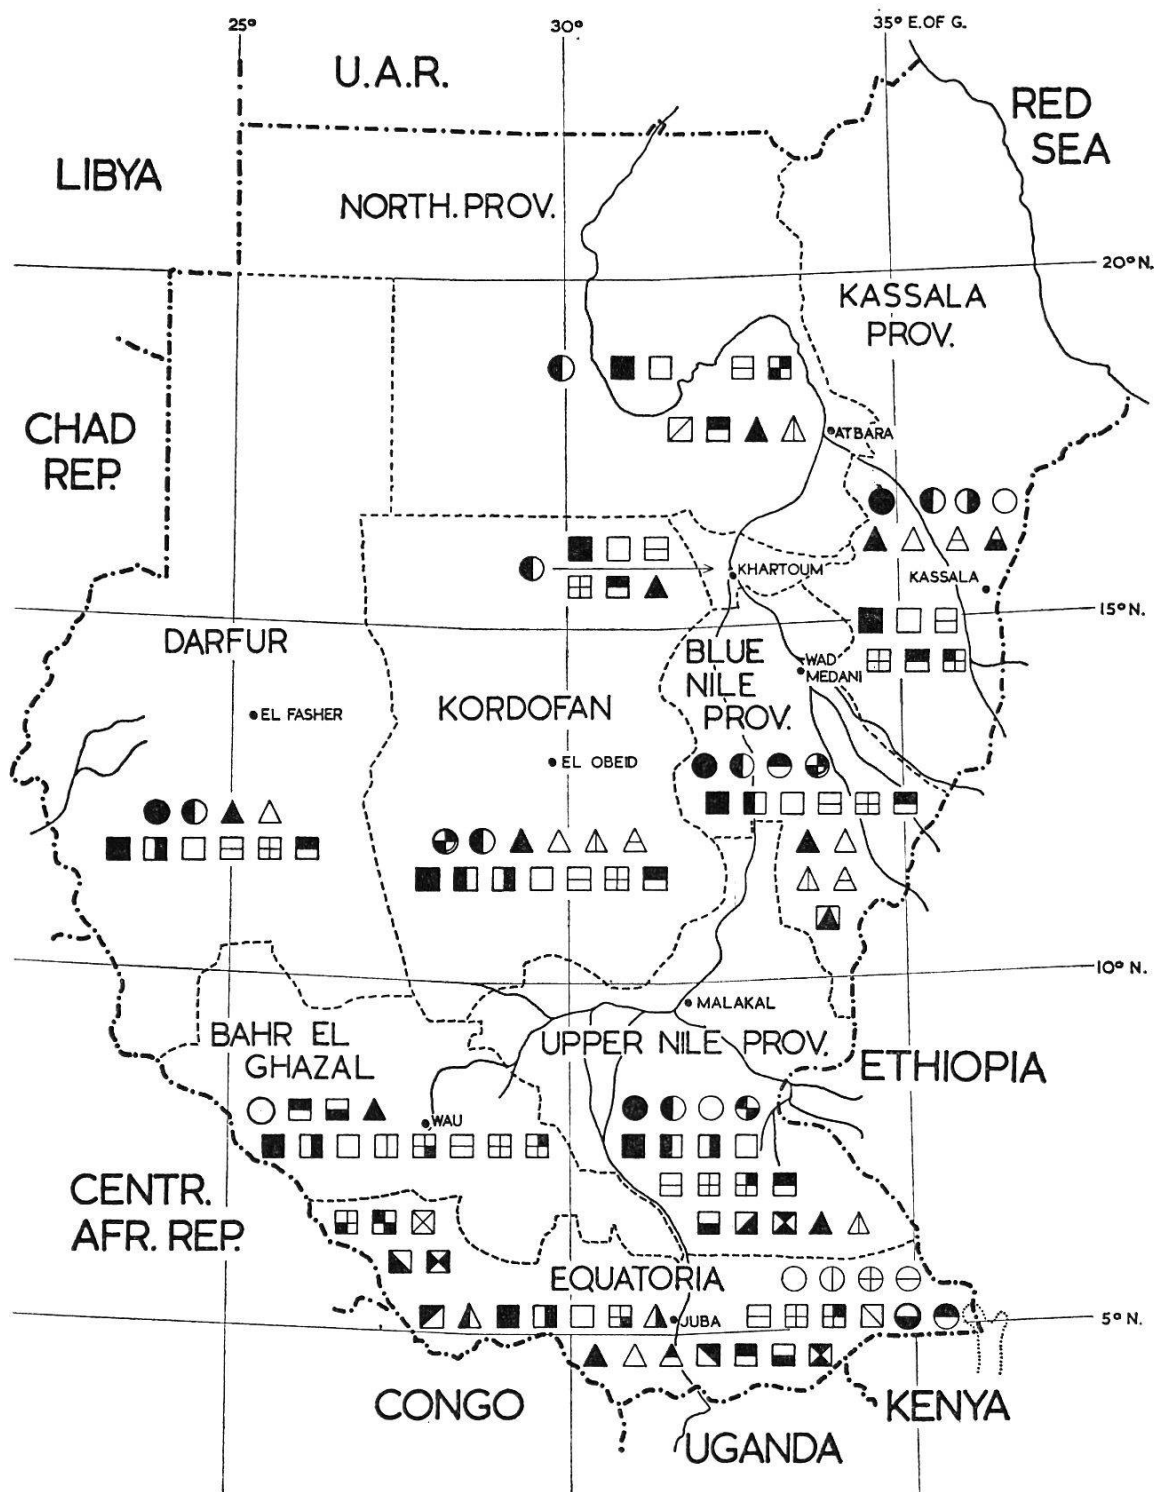 25°
30°
35° E. OF G.
U.A.R.
RED
SEA
LIBYA
NORTH. PROV.
20° N.
KASSALA
PROV.
CHAD
REP.
ATBARA
KHARTOUM
KASSALA
15° N.
DARFUR
BLUE
NILE
PROV.
WAD
MEDANI
KORDOFAN
EL FASHER
EL OBEID
10° N.
MALAKAL
BAHR EL
GHAZAL
UPPER NILE PROV.
ETHIOPIA
WAU
CENTR.
AFR. REP.
EQUATORIA
JUBA
5° N.
CONGO
KENYA
UGANDA